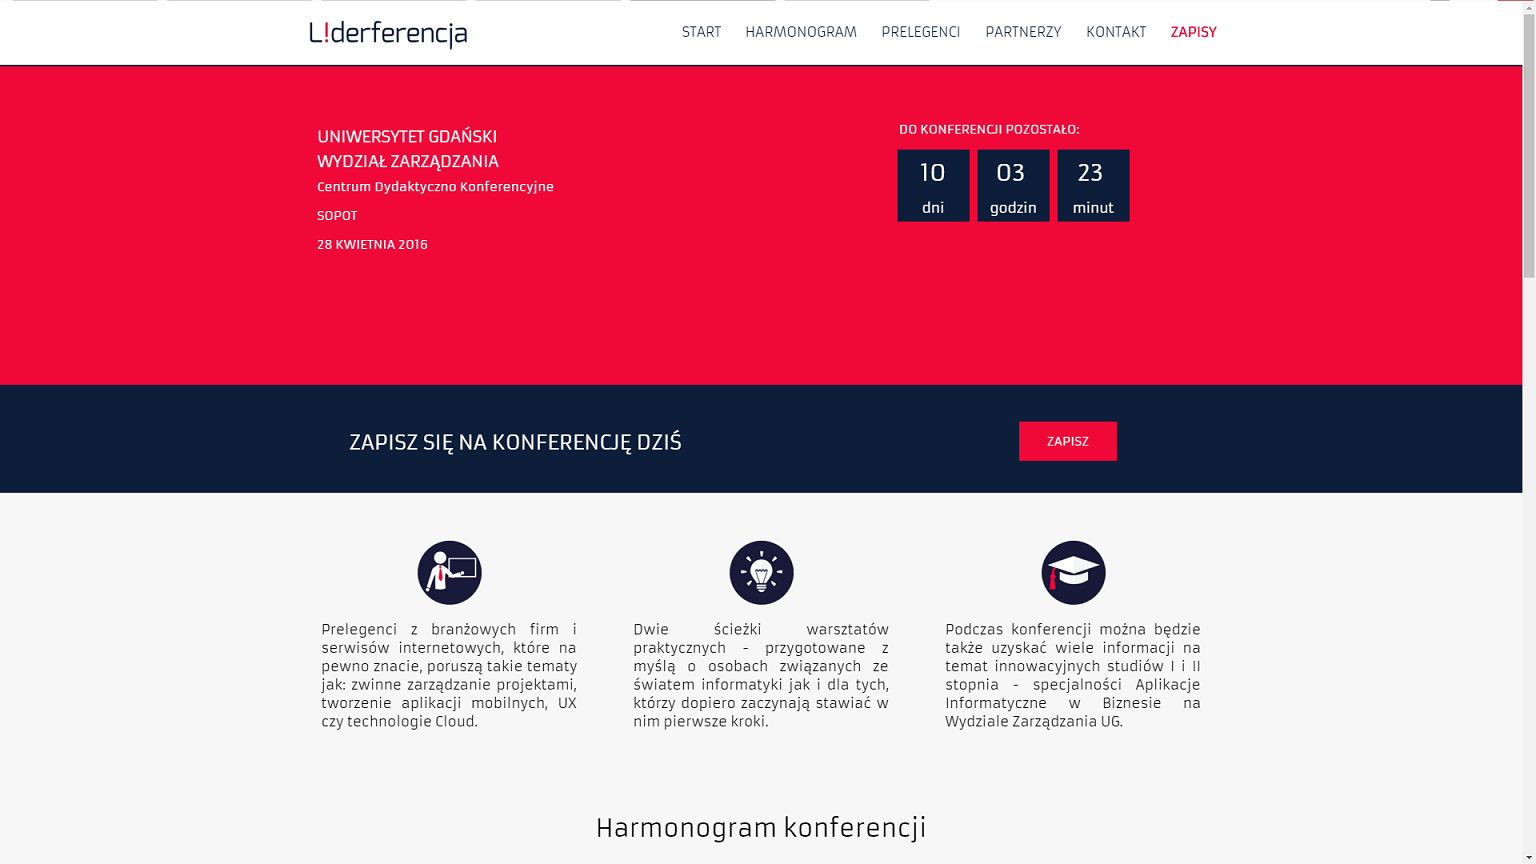 L!derferencja
START HARMONOGRAM PRELEGENCI PARTNERZY KONTAKT ZAPISY
UNIWERSYTET GDAŃSKI
WYDZIAŁ ZARZĄDZANIA
Centrum Dydaktyczno Konferencyjne
SOPOT
28 KWIETNIA 2016
DO KONFERENCJI POZOSTAŁO:
10 03 23
dni godzin minut
ZAPISZ SIĘ NA KONFERENCJĘ DZIŚ
ZAPISZ
Prelegenci z branżowych firm i
serwisów internetowych, które na
pewno znacie, poruszą takie tematy
jak: zwinne zarządzanie projektami,
tworzenie aplikacji mobilnych, UX
czy technologie Cloud.
Dwie ścieżki warsztatów
praktycznych - przygotowane z
myślą o osobach związanych ze
światem informatyki jak i dla tych,
którzy dopiero zaczynają stawiać w
nim pierwsze kroki.
Podczas konferencji można będzie
także uzyskać wiele informacji na
temat innowacyjnych studiów I i II
stopnia - specjalności Aplikacje
Informatyczne w Biznesie na
Wydziale Zarządzania UG.
Harmonogram konferencji